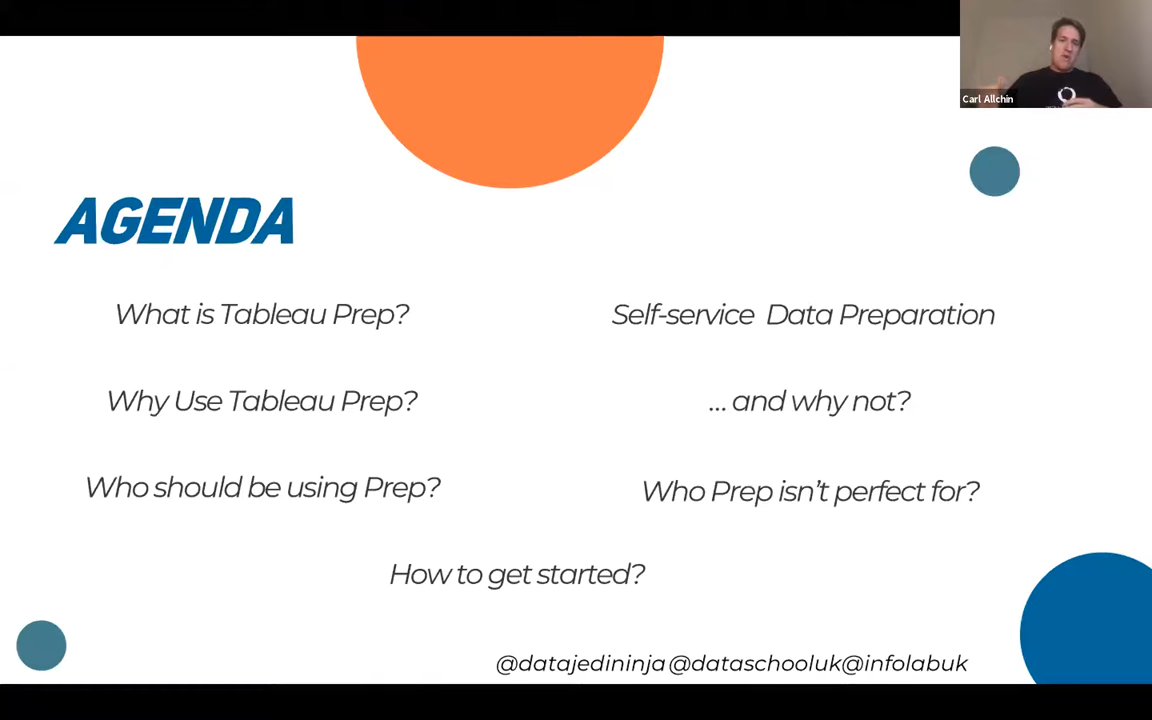 Carl Allchin
AGENDA
What is Tableau Prep?
Self-service Data Preparation
Why Use Tableau Prep?
... and why not?
Who should be using Prep?
Who Prep isn't perfect for?
How to get started?
@datajedininja @dataschooluk@infolabuk